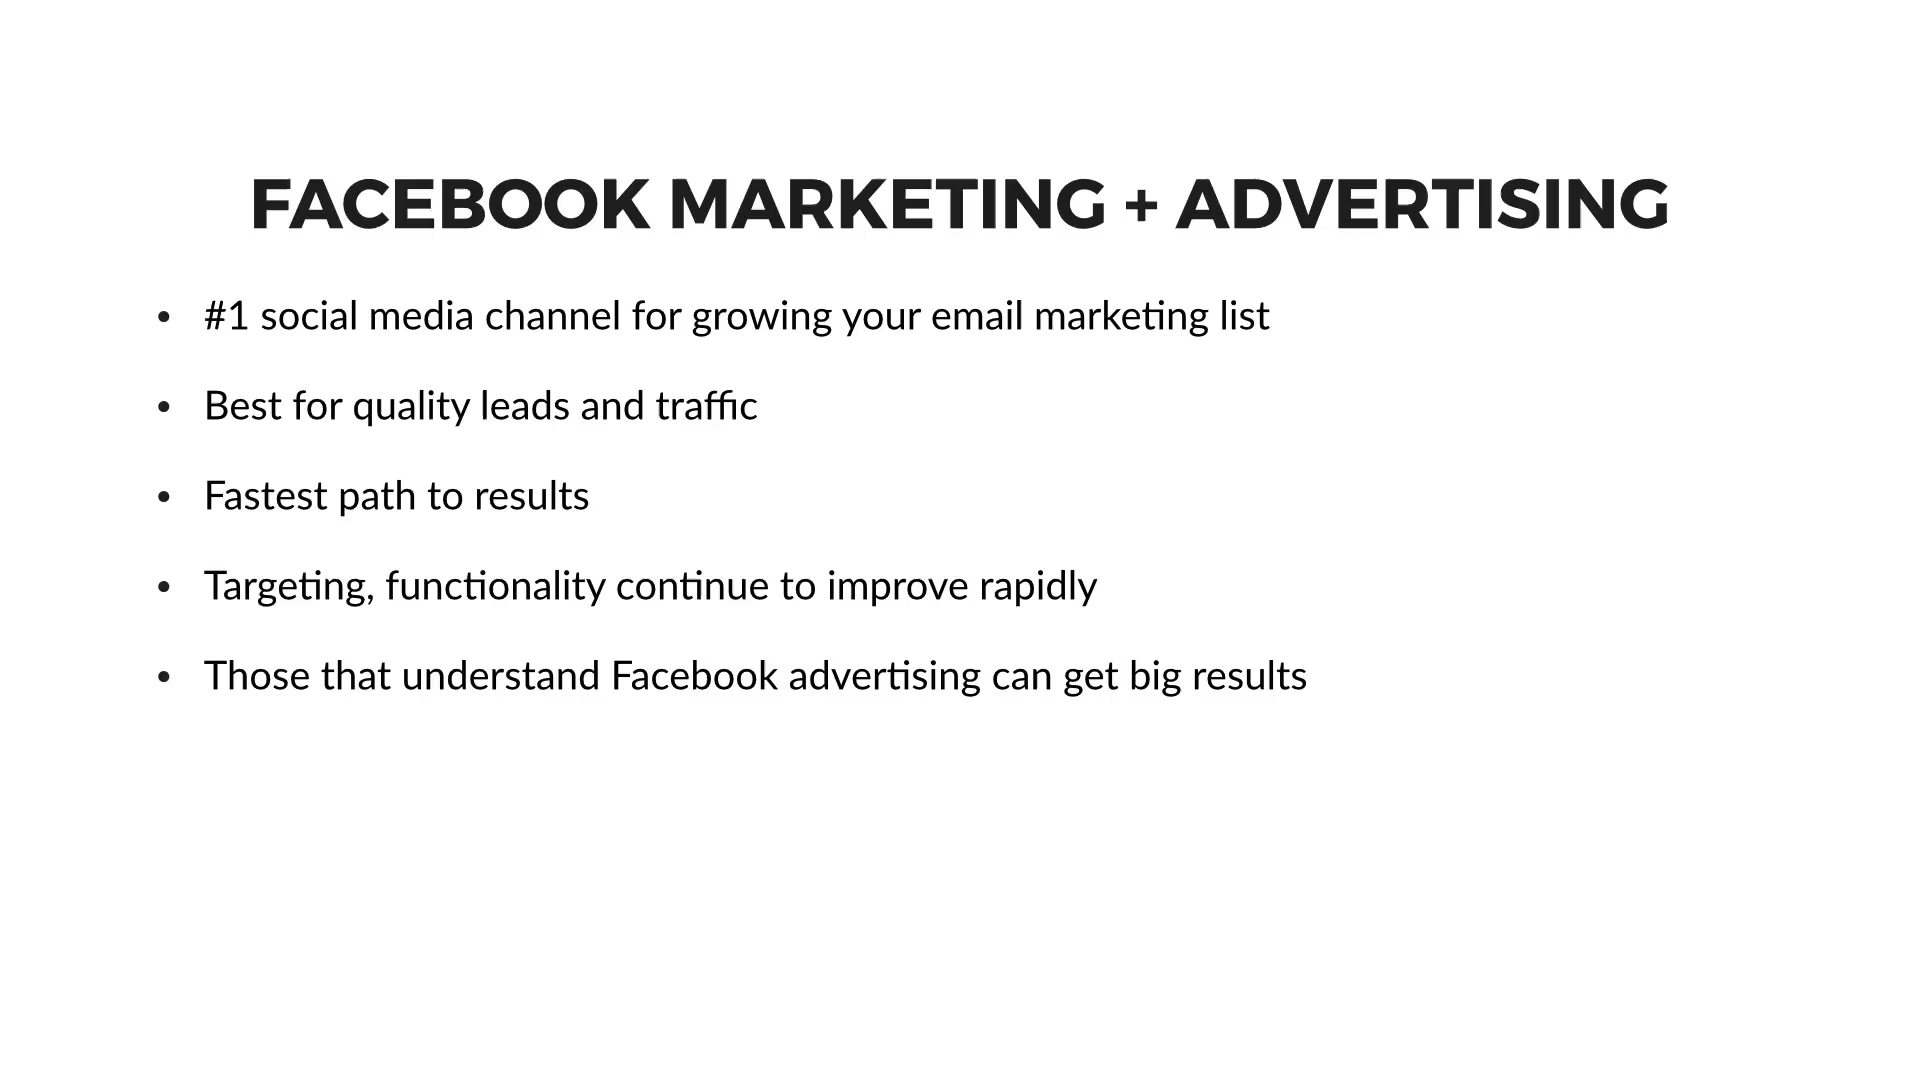 FACEBOOK MARKETING + ADVERTISING
• #1 social media channel for growing your email marketing list
• Best for quality leads and traffic
• Fastest path to results
• Targeting, functionality continue to improve rapidly
• Those that understand Facebook advertising can get big results